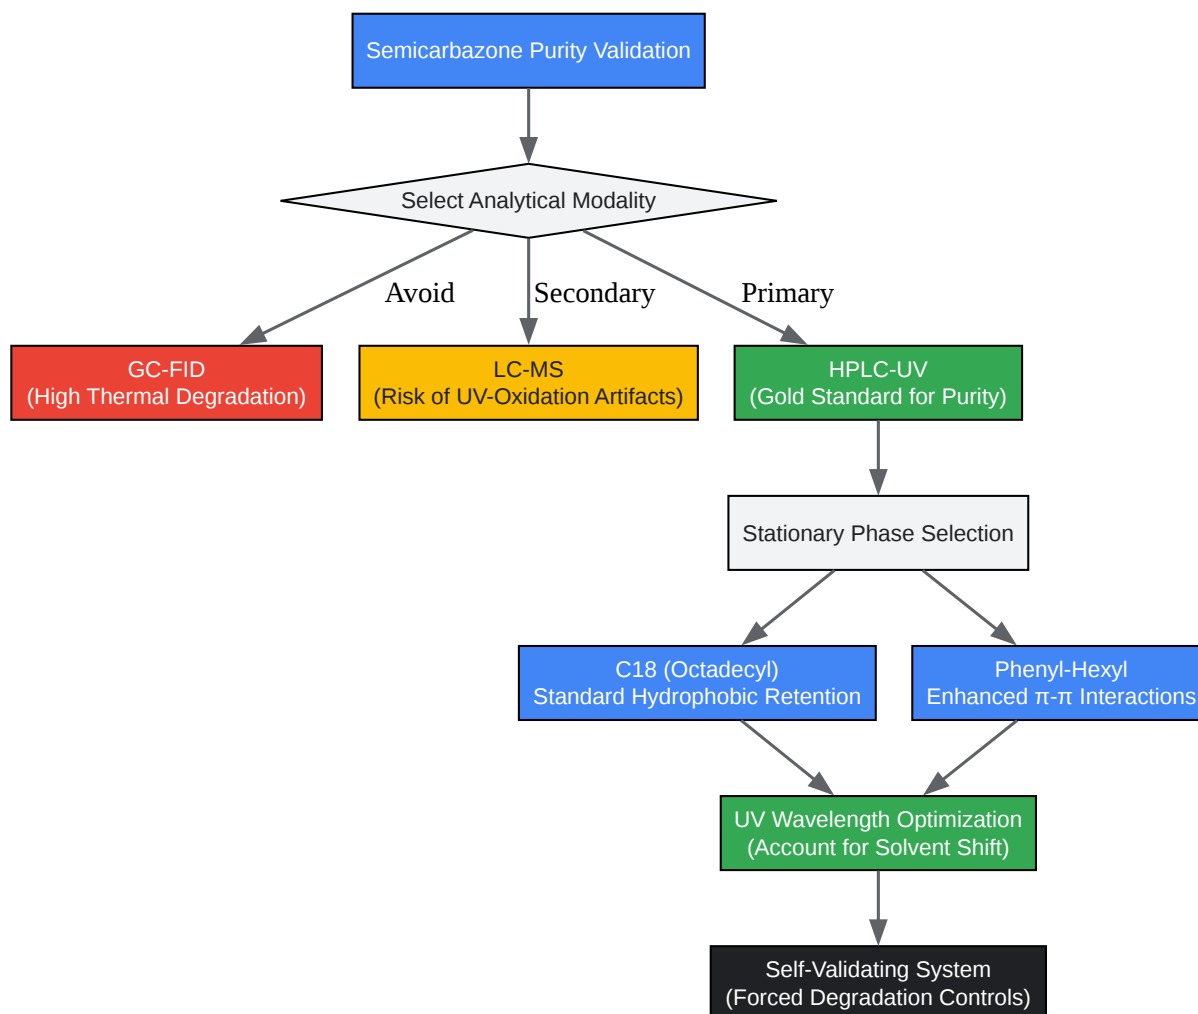 Semicarbazone Purity Validation
Select Analytical Modality
Avoid
Secondary
Primary
GC-FID
(High Thermal Degradation)
LC-MS
(Risk of UV-Oxidation Artifacts)
HPLC-UV
(Gold Standard for Purity)
Stationary Phase Selection
C18 (Octadecyl)
Standard Hydrophobic Retention
Phenyl-Hexyl
Enhanced π-π Interactions
UV Wavelength Optimization
(Account for Solvent Shift)
Self-Validating System
(Forced Degradation Controls)